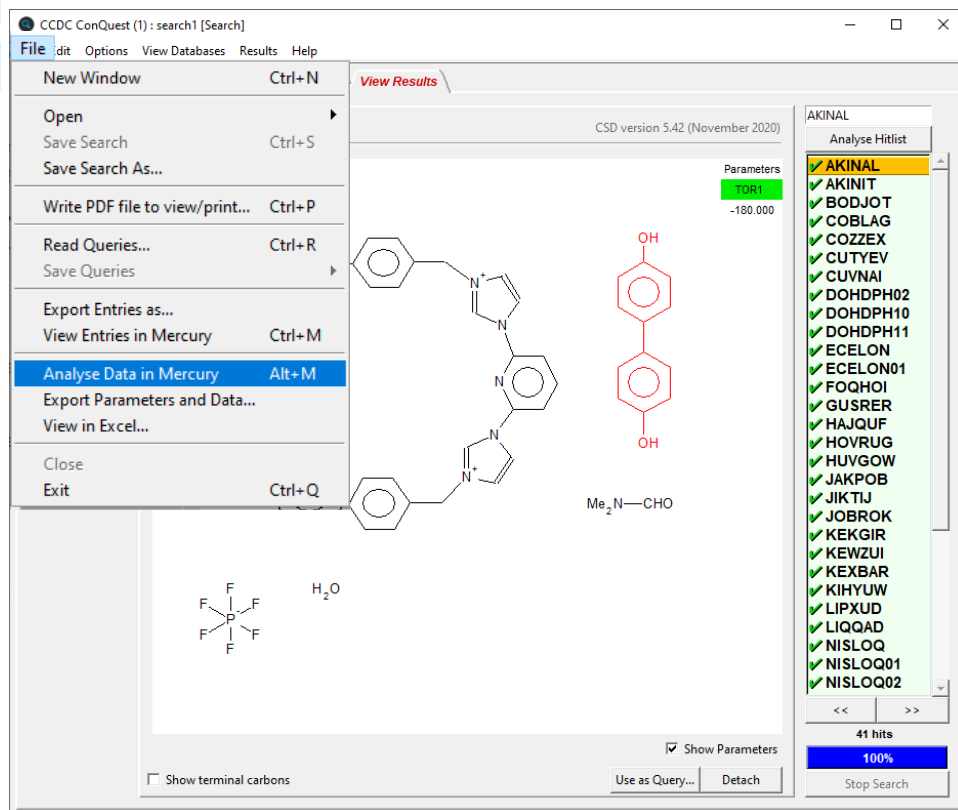 CCDC ConQuest (1) : search1 [Search]
File dit Options View Databases Results Help
New Window Ctrl+N
Open
Save Search Ctrl+S
Save Search As...
Write PDF file to view/print... Ctrl+P
Read Queries... Ctrl+R
Save Queries
Export Entries as...
View Entries in Mercury Ctrl+M
Analyse Data in Mercury Alt+M
Export Parameters and Data...
View in Excel...
Close
Exit Ctrl+Q
View Results
CSD version 5.42 (November 2020)
Parameters
TOR1
-180.000
OH
N+
N
N
N
N+
OH
Me2N—CHO
H2O
F
F F
P-
F F
F
Show Parameters
Show terminal carbons
Use as Query... Detach
AKINAL
Analyse Hitlist
AKINAL
AKINIT
BODJOT
COBLAG
COZZEX
CUTYEV
CUVNAI
DOHDPH02
DOHDPH10
DOHDPH11
ECELON
ECELON01
FOQHOI
GUSRER
HAJQUF
HOVRUG
HUVGOW
JAKPOB
JIKTIJ
JOBROK
KEKGIR
KEWZUI
KEXBAR
KIHYUW
LIPXUD
LIQQAD
NISLOQ
NISLOQ01
NISLOQ02
<< >>
41 hits
100%
Stop Search